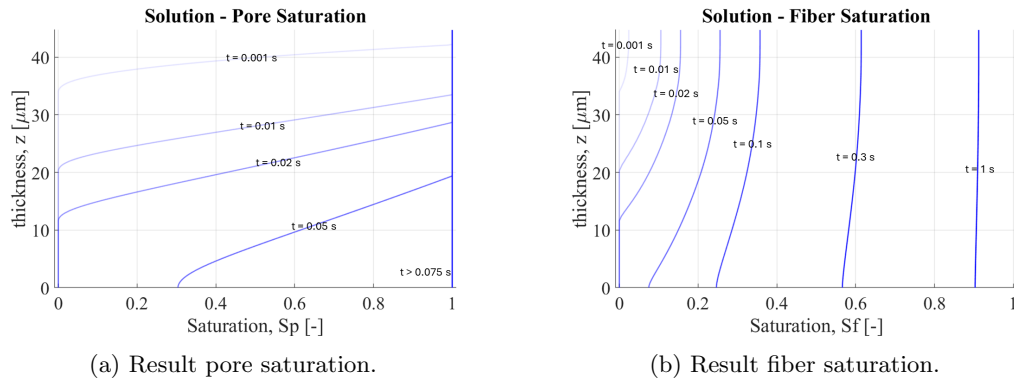 Solution - Pore Saturation
thickness, z [μm]
40
30
20
10
0
t = 0.001 s
t = 0.01 s
t = 0.02 s
t = 0.05 s
t > 0.075 s
0 0.2 0.4 0.6 0.8 1
Saturation, Sp [-]
(a) Result pore saturation.
Solution - Fiber Saturation
thickness, z [μm]
40
30
20
10
0
t = 0.001 s
t = 0.01 s
t = 0.02 s
t = 0.05 s
t = 0.1 s
t = 0.3 s
t = 1 s
0 0.2 0.4 0.6 0.8 1
Saturation, Sf [-]
(b) Result fiber saturation.